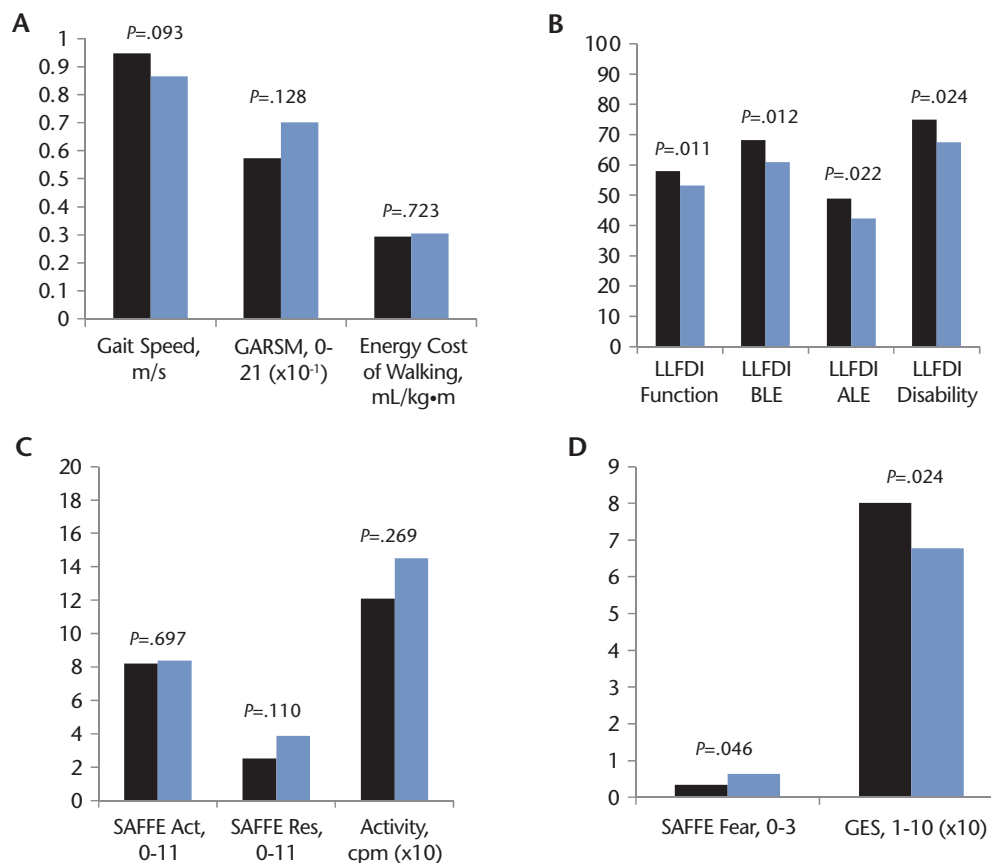 A
1
0.9
0.8
0.7
0.6
0.5
0.4
0.3
0.2
0.1
0
P=.093
P=.128
P=.723
Gait Speed,
m/s
GARSM, 0-
21 (x10⁻¹)
Energy Cost
of Walking,
mL/kg•m
B
100
90
80
70
60
50
40
30
20
10
0
P=.011
P=.012
P=.022
P=.024
LLFDI
Function
LLFDI
BLE
LLFDI
ALE
LLFDI
Disability
C
20
18
16
14
12
10
8
6
4
2
0
P=.697
P=.110
P=.269
SAFFE Act,
0-11
SAFFE Res,
0-11
Activity,
cpm (x10)
D
9
8
7
6
5
4
3
2
1
0
P=.046
P=.024
SAFFE Fear, 0-3
GES, 1-10 (x10)